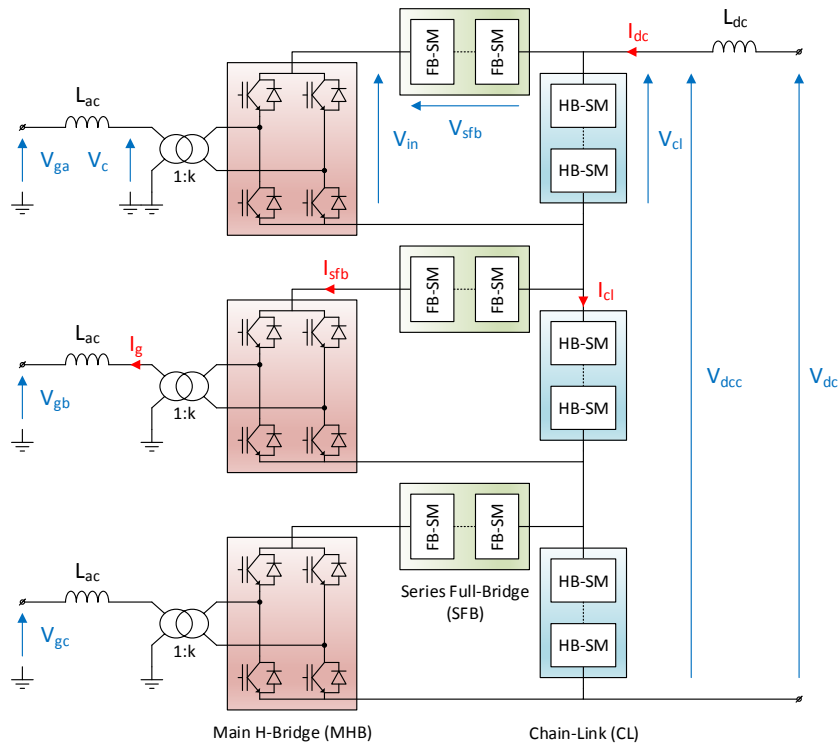 FB-SM
FB-SM
I_dc
L_dc
L_ac
V_ga
V_c
1:k
V_in
V_sfb
HB-SM
HB-SM
V_cl
I_sfb
FB-SM
FB-SM
I_cl
L_ac
I_g
V_gb
1:k
HB-SM
HB-SM
V_dcc
V_dc
FB-SM
FB-SM
L_ac
V_gc
1:k
Series Full-Bridge
(SFB)
HB-SM
HB-SM
Main H-Bridge (MHB)
Chain-Link (CL)